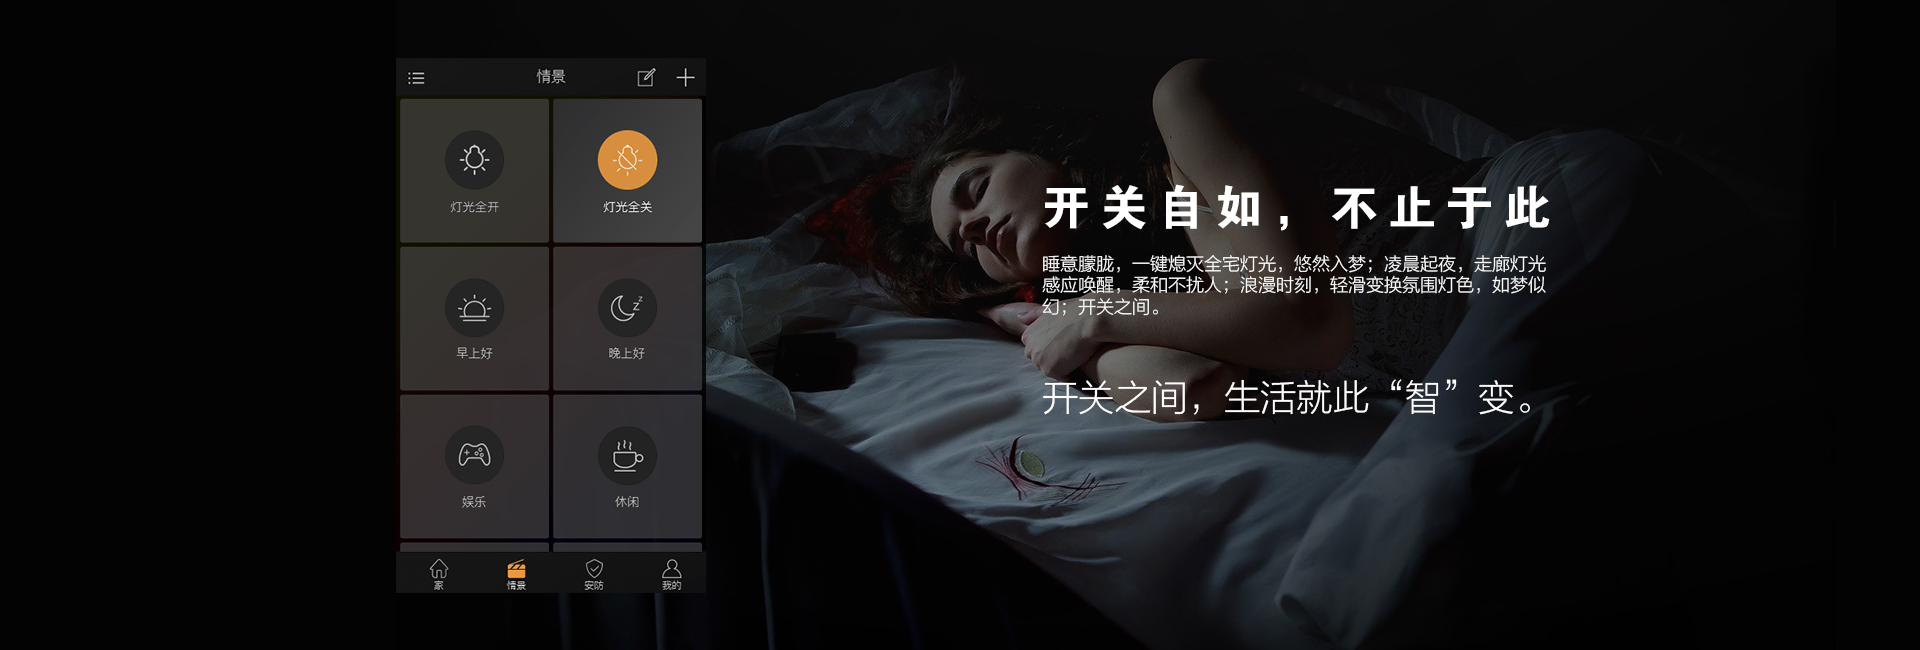 情景
灯光全开
灯光全关
早上好
晚上好
娱乐
休闲
家
情景
安防
我的
开关自如，不止于此
睡意朦胧，一键熄灭全宅灯光，悠然入梦；凌晨起夜，走廊灯光
感应唤醒，柔和不扰人；浪漫时刻，轻滑变换氛围灯色，如梦似
幻；开关之间。
开关之间，生活就此“智”变。